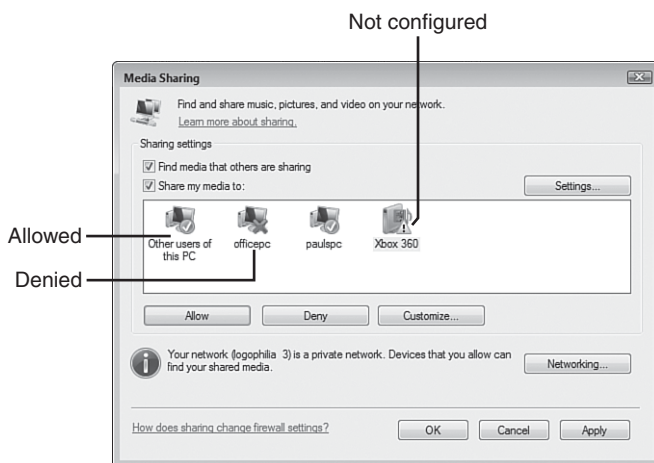 Not configured
Media Sharing
Find and share music, pictures, and video on your network.
Learn more about sharing.
Sharing settings
Find media that others are sharing
Share my media to:
Settings...
Allowed
Denied
Other users of
this PC
officepc
paulspc
Xbox 360
Allow
Deny
Customize...
Your network (logophilia 3) is a private network. Devices that you allow can
find your shared media.
Networking...
How does sharing change firewall settings?
OK
Cancel
Apply